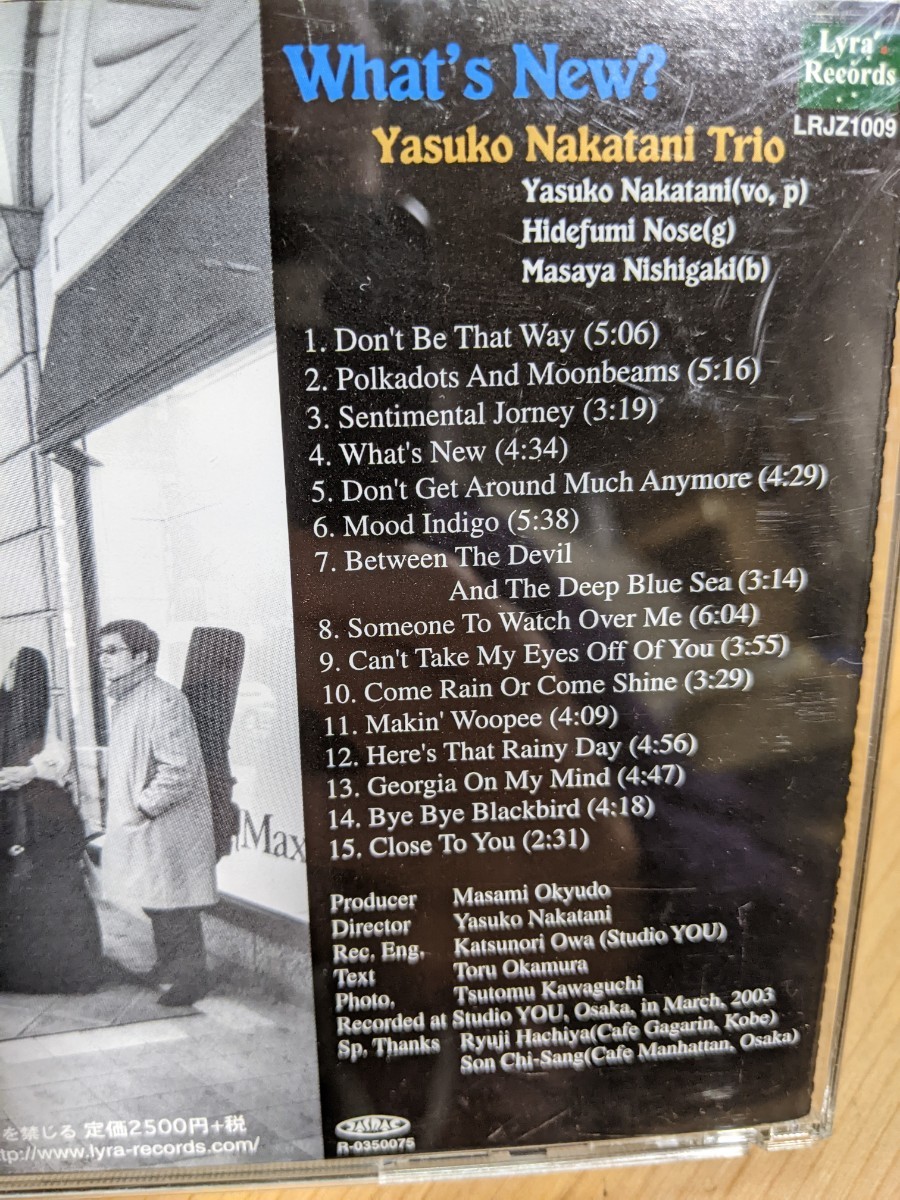 What's New?
Lyra
Records
LRJZ1009
Yasuko Nakatani Trio
Yasuko Nakatani(vo, p)
Hidefumi Nose(g)
Masaya Nishigaki(b)
1. Don't Be That Way (5:06)
2. Polkadots And Moonbeams (5:16)
3. Sentimental Jorney (3:19)
4. What's New (4:34)
5. Don't Get Around Much Anymore (4:29)
6. Mood Indigo (5:38)
7. Between The Devil
And The Deep Blue Sea (3:14)
8. Someone To Watch Over Me (6:04)
9. Can't Take My Eyes Off Of You (3:55)
10. Come Rain Or Come Shine (3:29)
11. Makin' Woopee (4:09)
12. Here's That Rainy Day (4:56)
13. Georgia On My Mind (4:47)
14. Bye Bye Blackbird (4:18)
15. Close To You (2:31)
Max
Producer Masami Okyudo
Director Yasuko Nakatani
Rec, Eng, Katsunori Owa (Studio YOU)
Text Toru Okamura
Photo, Tsutomu Kawaguchi
Recorded at Studio YOU, Osaka, in March, 2003
Sp, Thanks Ryuji Hachiya(Cafe Gagarin, Kobe)
Son Chi-Sang(Cafe Manhattan, Osaka)
を禁じる 定価2500円+税
tp://www.lyra-records.com/
JASRAC
R-0350075